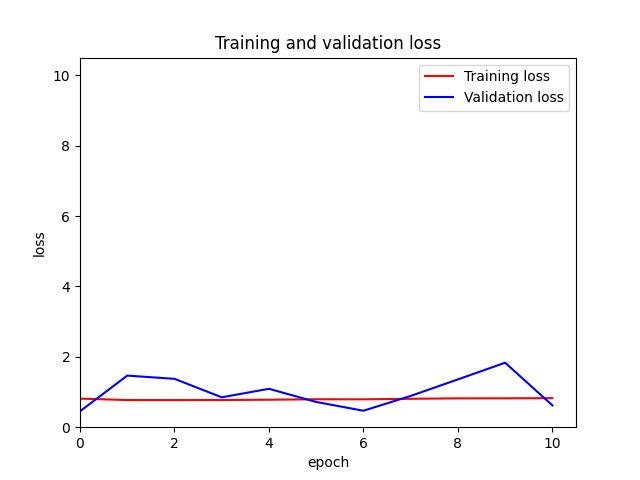 Training and validation loss
Training loss
Validation loss
10
8
6
4
2
0
loss
0 2 4 6 8 10
epoch